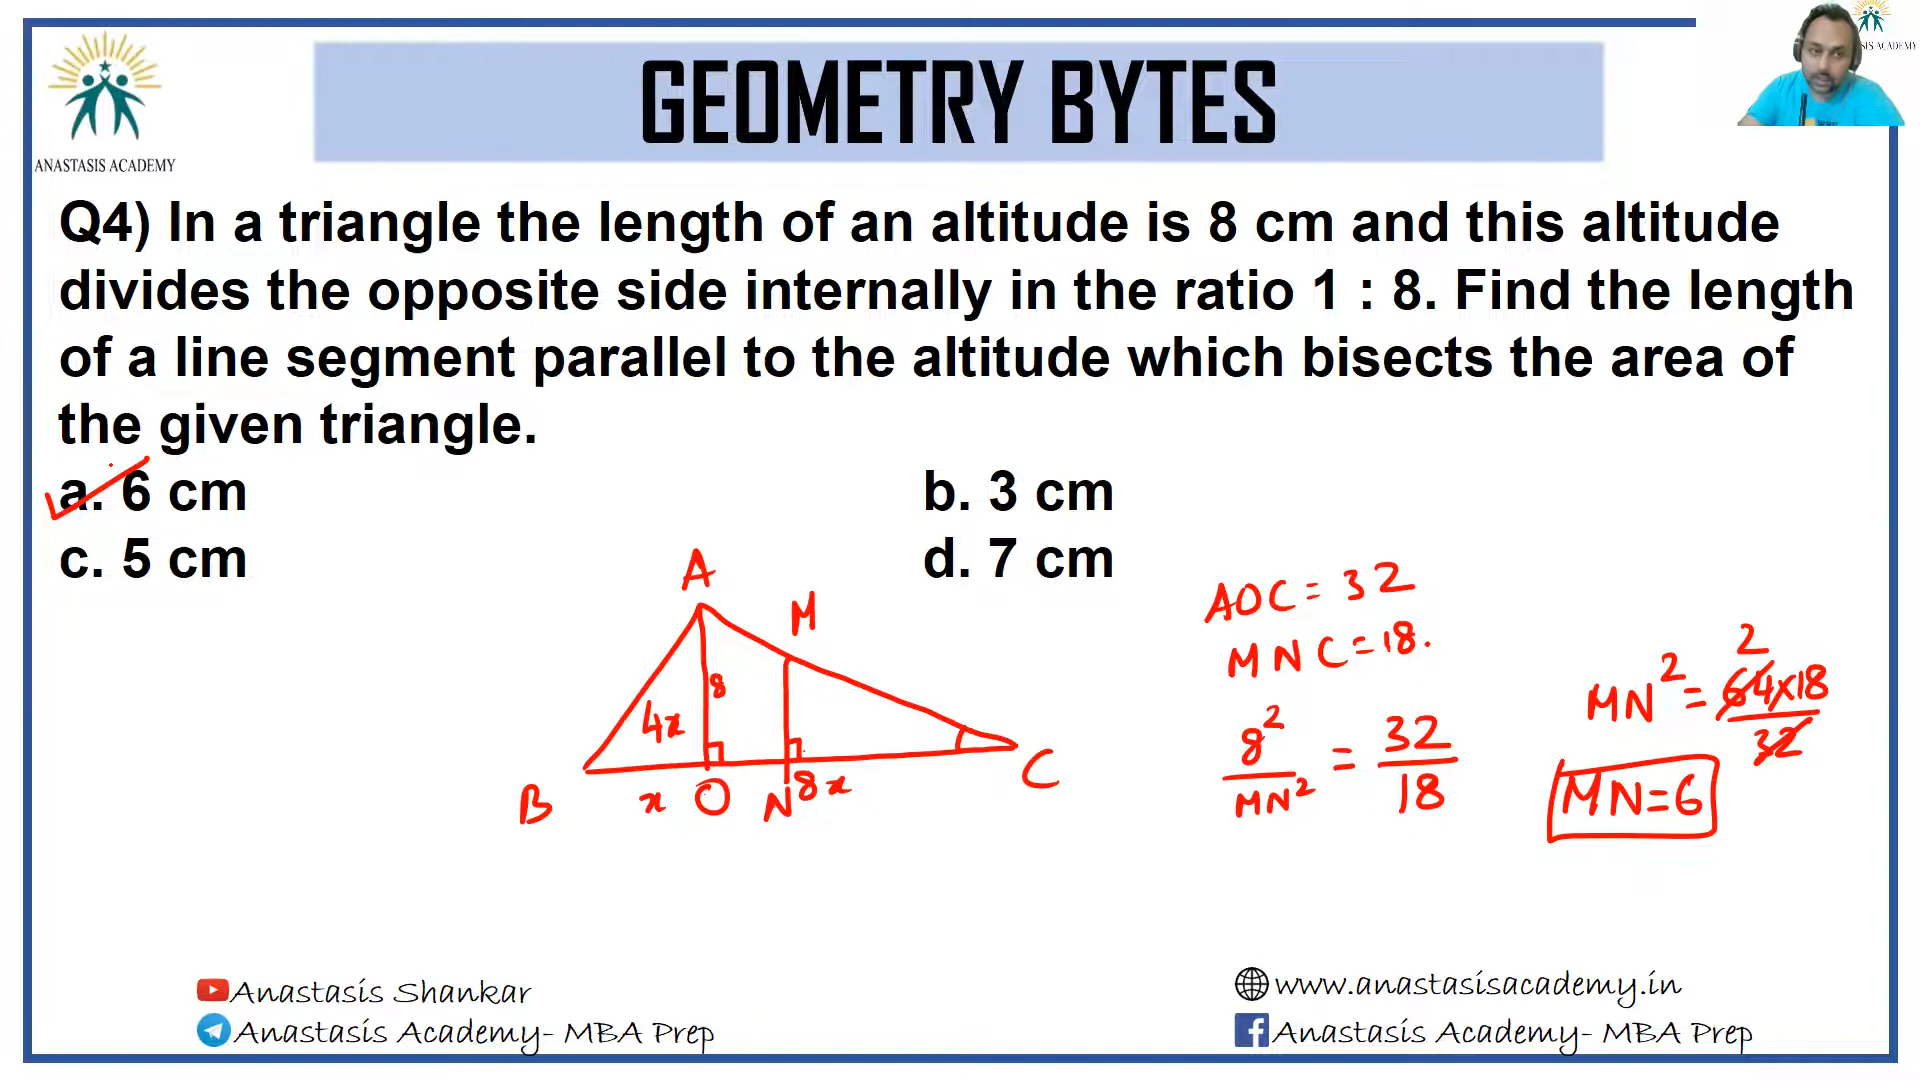 GEOMETRY BYTES
ANASTASIS ACADEMY
SIS ACADEMY
Q4) In a triangle the length of an altitude is 8 cm and this altitude
divides the opposite side internally in the ratio 1 : 8. Find the length
of a line segment parallel to the altitude which bisects the area of
the given triangle.
a. 6 cm
b. 3 cm
c. 5 cm
d. 7 cm
A
M
8
4x
B
x
O
N
8x
C
AOC = 32
MNC = 18.
8² / MN² = 32 / 18
2
MN² = 64x18 / 32
MN = 6
Anastasis Shankar
Anastasis Academy- MBA Prep
www.anastasisacademy.in
Anastasis Academy- MBA Prep